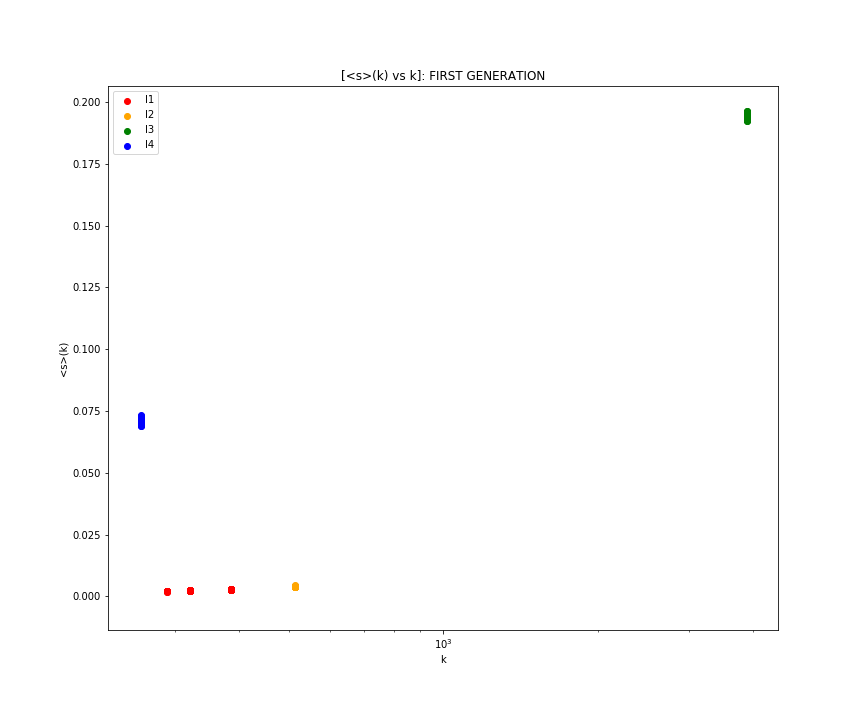 [<s>(k) vs k]: FIRST GENERATION
l1
l2
l3
l4
0.200
0.175
0.150
0.125
0.100
0.075
0.050
0.025
0.000
<s>(k)
10³
k